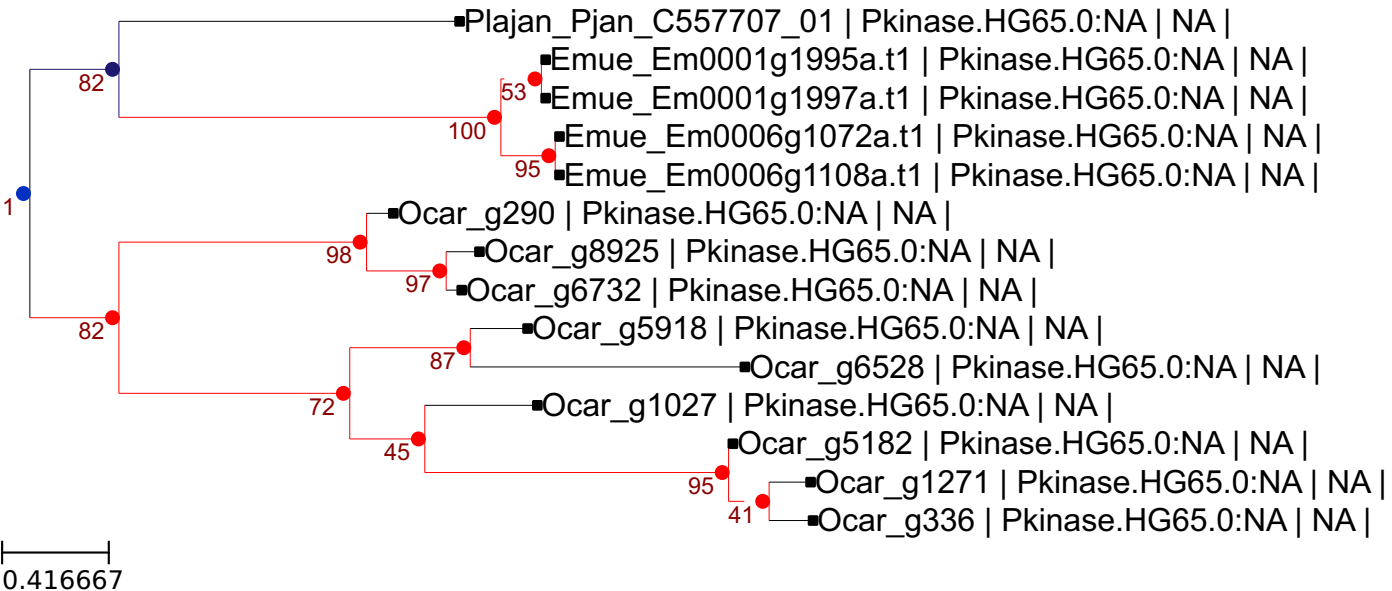 Plajan_Pjan_C557707_01 | Pkinase.HG65.0:NA | NA |
82
Emue_Em0001g1995a.t1 | Pkinase.HG65.0:NA | NA |
53
Emue_Em0001g1997a.t1 | Pkinase.HG65.0:NA | NA |
100
Emue_Em0006g1072a.t1 | Pkinase.HG65.0:NA | NA |
95
Emue_Em0006g1108a.t1 | Pkinase.HG65.0:NA | NA |
1
Ocar_g290 | Pkinase.HG65.0:NA | NA |
98
Ocar_g8925 | Pkinase.HG65.0:NA | NA |
97
Ocar_g6732 | Pkinase.HG65.0:NA | NA |
82
Ocar_g5918 | Pkinase.HG65.0:NA | NA |
87
Ocar_g6528 | Pkinase.HG65.0:NA | NA |
72
Ocar_g1027 | Pkinase.HG65.0:NA | NA |
45
Ocar_g5182 | Pkinase.HG65.0:NA | NA |
95
Ocar_g1271 | Pkinase.HG65.0:NA | NA |
41
Ocar_g336 | Pkinase.HG65.0:NA | NA |
0.416667